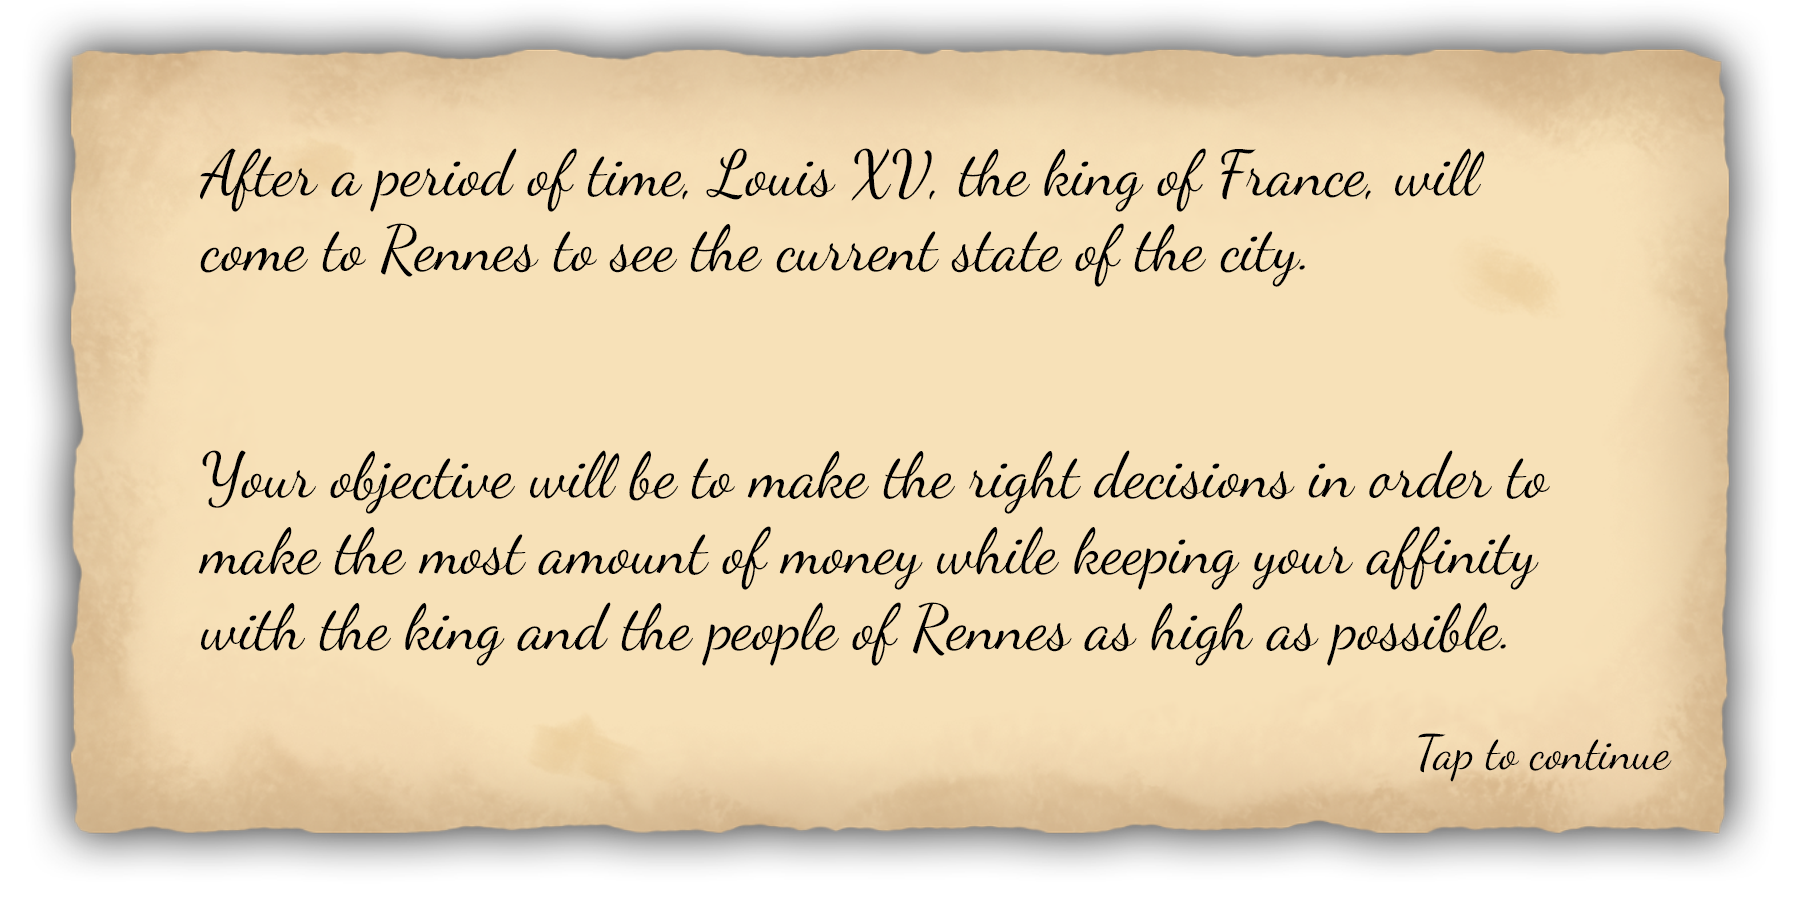 After a period of time, Louis XV, the king of France, will
come to Rennes to see the current state of the city.
Your objective will be to make the right decisions in order to
make the most amount of money while keeping your affinity
with the king and the people of Rennes as high as possible.
Tap to continue